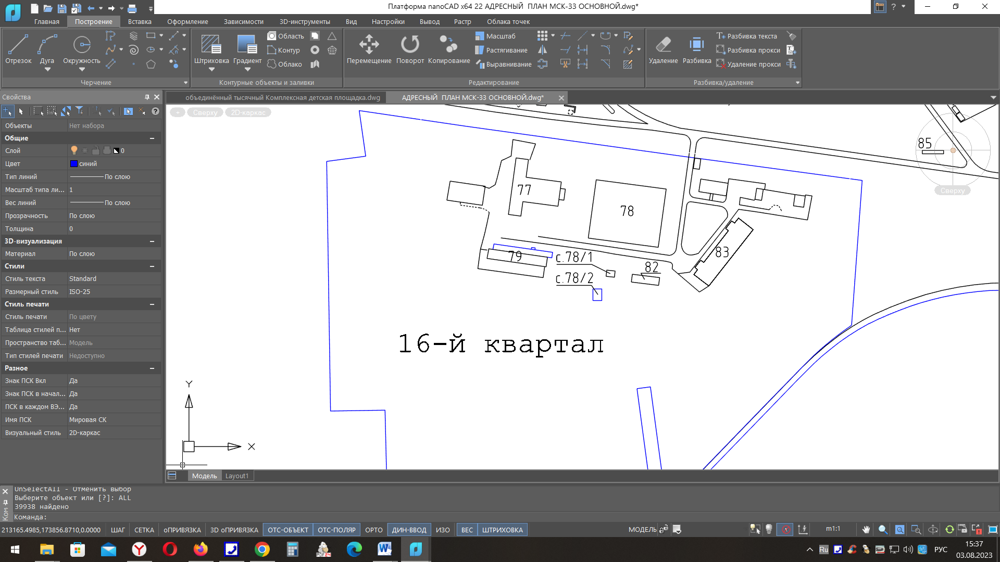 Платформа nanoCAD x64 22 АДРЕСНЫЙ ПЛАН МСК-33 ОСНОВНОЙ.dwg*
Главная Построение Вставка Оформление Зависимости 3D-инструменты Вид Настройки Вывод Растр Облака точек
Отрезок Дуга Окружность
Черчение
Штриховка Градиент Область Контур Облако
Контурные объекты и заливки
Перемещение Поворот Копирование Масштаб Растягивание Выравнивание
Редактирование
Удаление Разбивка Разбивка текста Разбивка прокси Удаление прокси
Разбивка/удаление
Свойства
объединённый тысячный Комплексная детская площадка.dwg
АДРЕСНЫЙ ПЛАН МСК-33 ОСНОВНОЙ.dwg*
Объекты Нет набора
Общие
Слой 0
Цвет синий
Тип линий По слою
Масштаб типа ли... 1
Вес линий По слою
Прозрачность По слою
Толщина 0
3D-визуализация
Материал По слою
Стили
Стиль текста Standard
Размерный стиль ISO-25
Стиль печати
Стиль печати По цвету
Таблица стилей п... Нет
Пространство таб... Модель
Тип стилей печати Недоступно
Разное
Знак ПСК Вкл Да
Знак ПСК в начал... Да
ПСК в каждом ВЭ... Да
Имя ПСК Мировая СК
Визуальный стиль 2D-каркас
+ Сверху 2D-каркас
85
Сверху
77
78
79
с.78/1
с.78/2
82
83
16-й квартал
Y
X
Модель Layout1
UnSelectAll - Отменить выбор
Выберите объект или [?]: ALL
39938 найдено
Команда:
Ком
213165.4985,173856.8710,0.0000 ШАГ СЕТКА оПРИВЯЗКА 3D оПРИВЯЗКА ОТС-ОБЪЕКТ ОТС-ПОЛЯР ОРТО ДИН-ВВОД ИЗО ВЕС ШТРИХОВКА МОДЕЛЬ m1:1
PDF24
Ru
РУС
15:37
03.08.2023